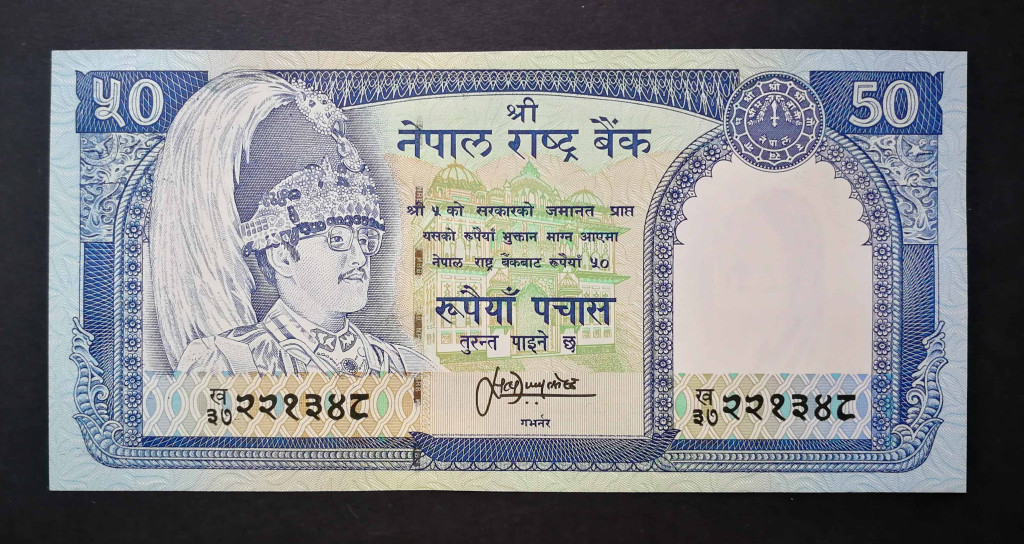 ५०
50
श्री
नेपाल राष्ट्र बैंक
श्री ५ को सरकारको जमानत प्राप्त
यसको रुपैयाँ भुक्तान माग्न आएमा
नेपाल राष्ट्र बैंकबाट रुपैयाँ ५०
रूपैयाँ पचास
तुरन्त पाइने छ
ख
३७ २२१३४८
गभर्नर
ख
३७ २२१३४८